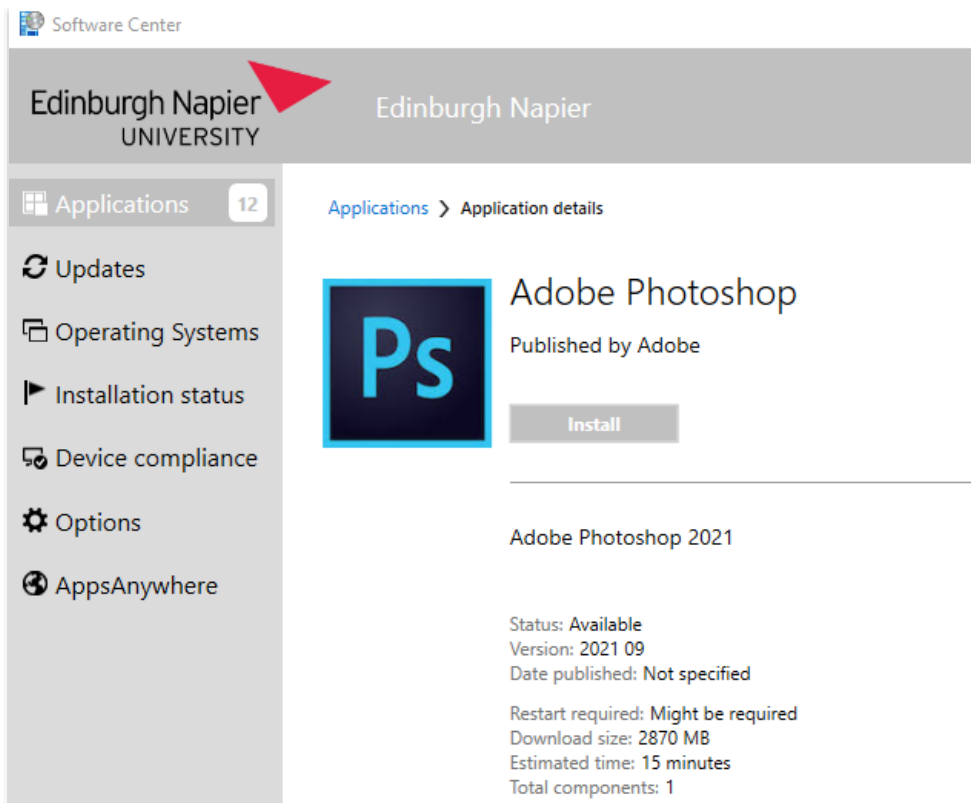 Software Center
Edinburgh Napier
UNIVERSITY
Edinburgh Napier
Applications 12
Updates
Operating Systems
Installation status
Device compliance
Options
AppsAnywhere
Applications ❯ Application details
Ps
Adobe Photoshop
Published by Adobe
Install
Adobe Photoshop 2021
Status: Available
Version: 2021 09
Date published: Not specified
Restart required: Might be required
Download size: 2870 MB
Estimated time: 15 minutes
Total components: 1